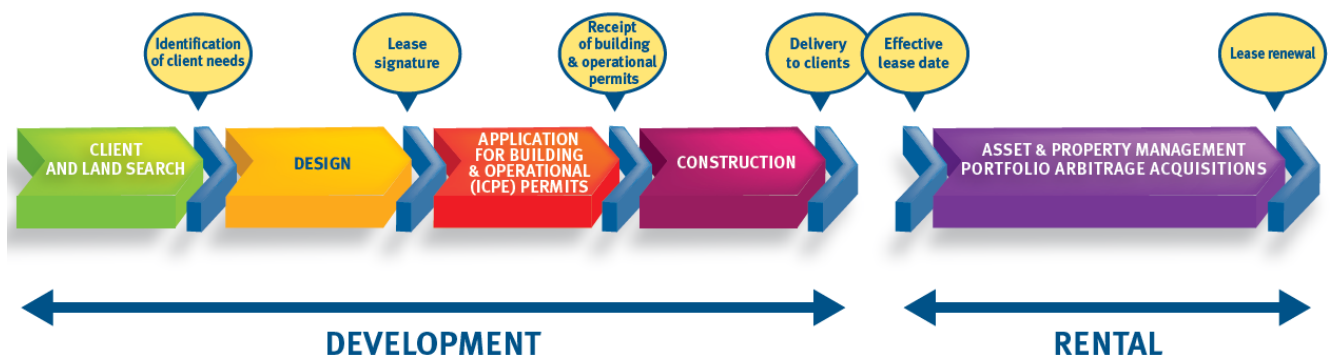 Identification
of client needs
Lease
signature
Receipt
of building
& operational
permits
Delivery
to clients
Effective
lease date
Lease renewal
CLIENT
AND LAND SEARCH
DESIGN
APPLICATION
FOR BUILDING
& OPERATIONAL
(ICPE) PERMITS
CONSTRUCTION
ASSET & PROPERTY MANAGEMENT
PORTFOLIO ARBITRAGE ACQUISITIONS
DEVELOPMENT
RENTAL